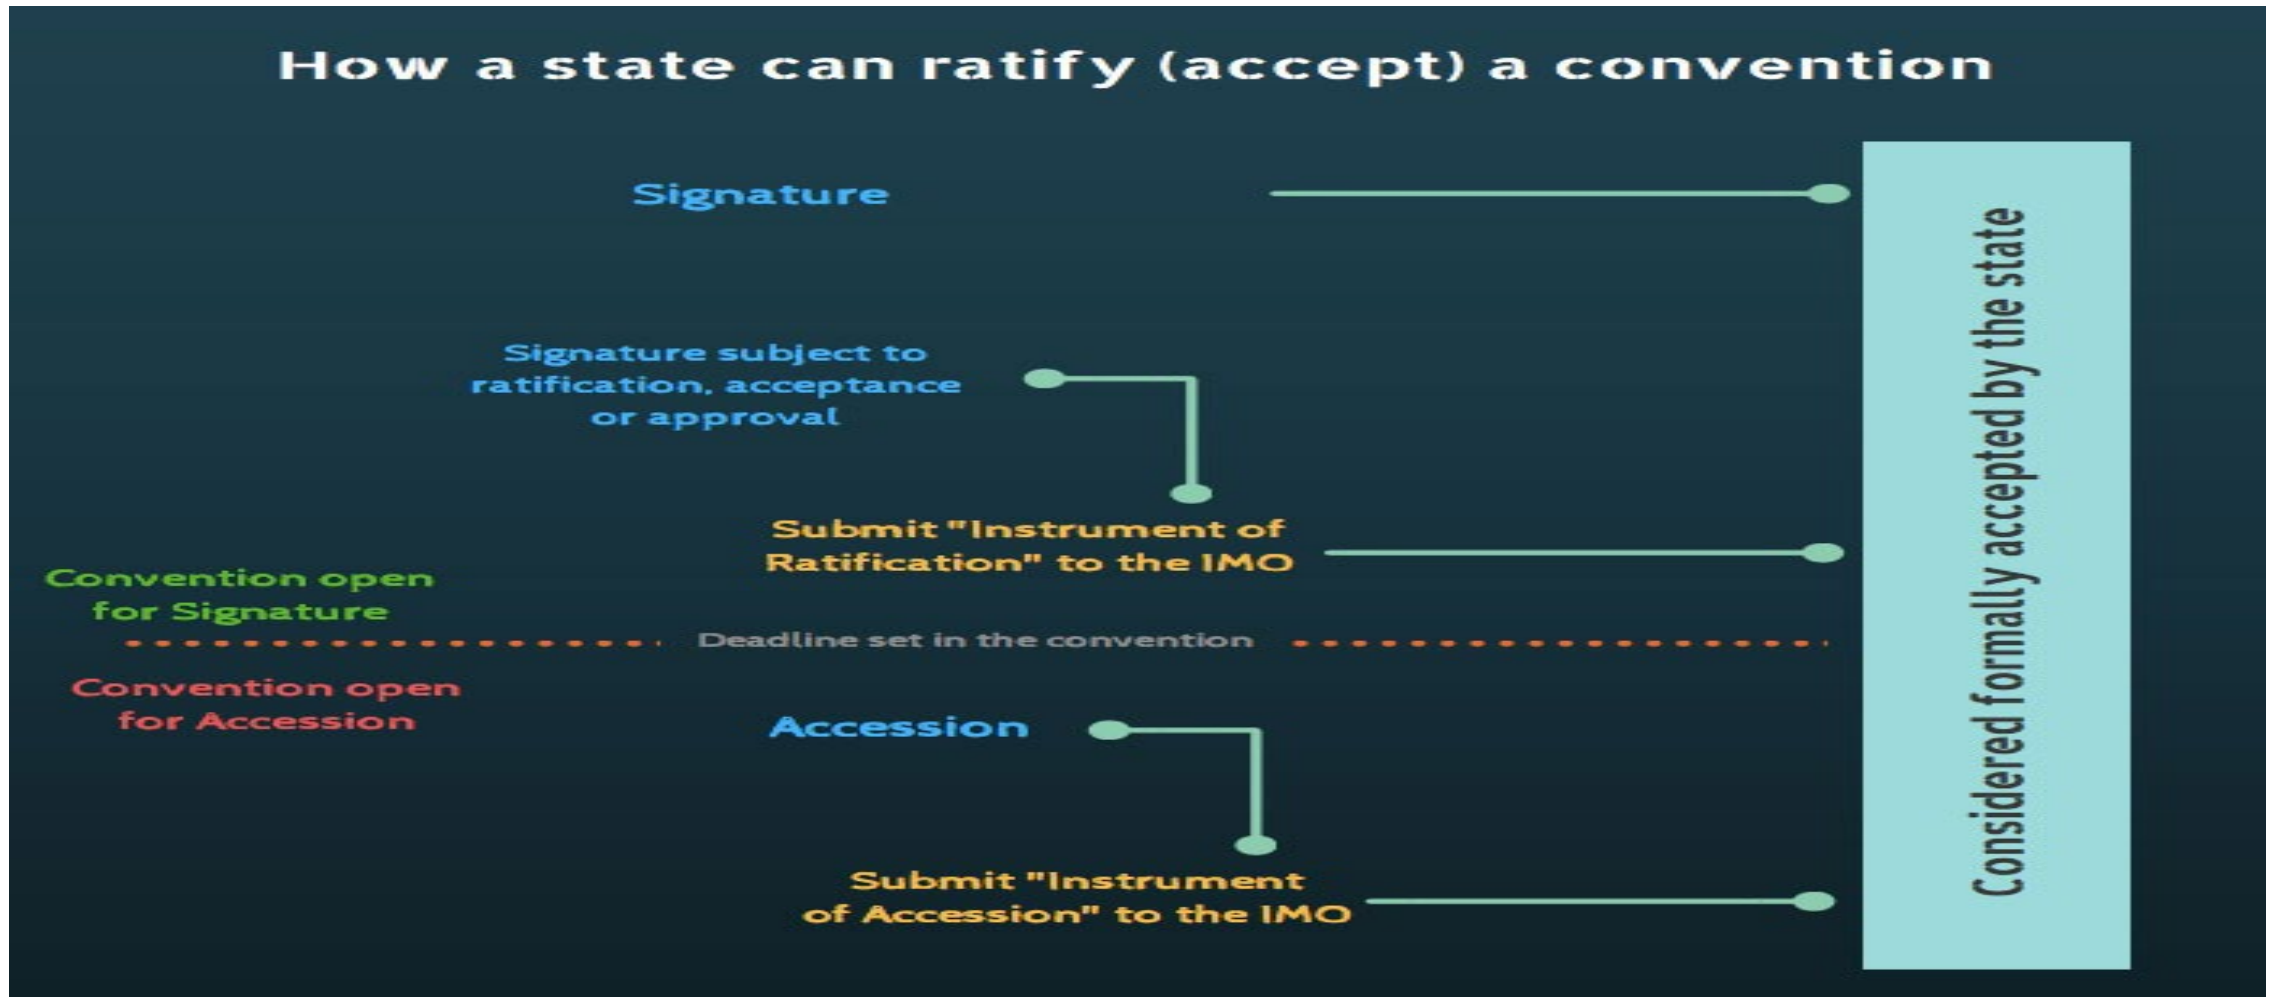 How a state can ratify (accept) a convention
Signature
Signature subject to
ratification, acceptance
or approval
Submit "Instrument of
Ratification" to the IMO
Convention open
for Signature
Deadline set in the convention
Convention open
for Accession
Accession
Submit "Instrument
of Accession" to the IMO
Considered formally accepted by the state